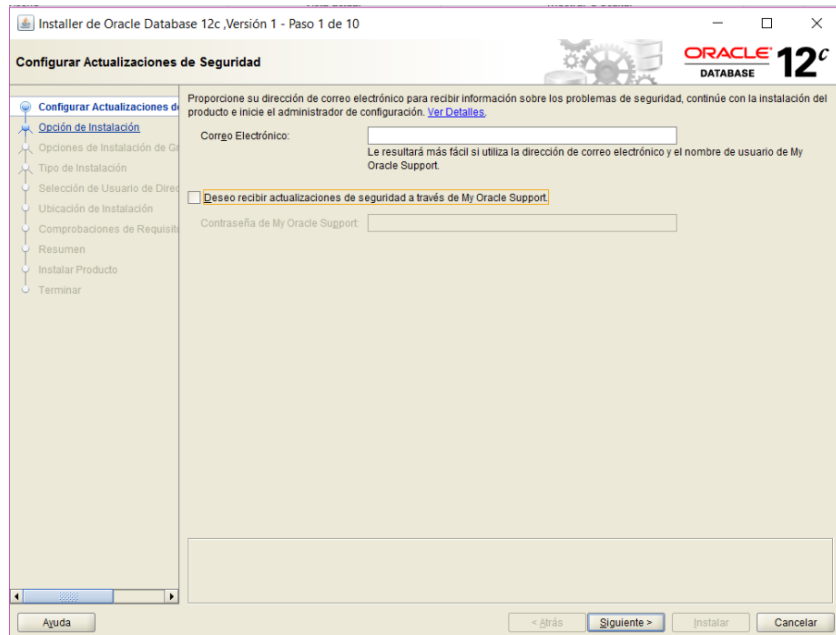 Installer de Oracle Database 12c ,Versión 1 - Paso 1 de 10
Configurar Actualizaciones de Seguridad
ORACLE
DATABASE
12c
Configurar Actualizaciones d
Opción de Instalación
Opciones de Instalación de Gr
Tipo de Instalación
Selección de Usuario de Direc
Ubicación de Instalación
Comprobaciones de Requisit
Resumen
Instalar Producto
Terminar
Proporcione su dirección de correo electrónico para recibir información sobre los problemas de seguridad, continúe con la instalación del
producto e inicie el administrador de configuración. Ver Detalles.
Correo Electrónico:
Le resultará más fácil si utiliza la dirección de correo electrónico y el nombre de usuario de My
Oracle Support.
Deseo recibir actualizaciones de seguridad a través de My Oracle Support.
Contraseña de My Oracle Support:
Ayuda
< Atrás
Siguiente >
Instalar
Cancelar